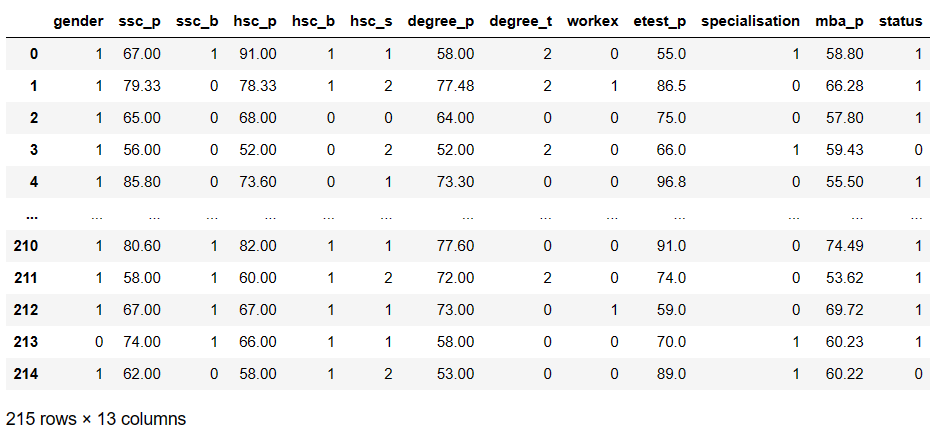 gender ssc_p ssc_b hsc_p hsc_b hsc_s degree_p degree_t workex etest_p specialisation mba_p status
0 1 67.00 1 91.00 1 1 58.00 2 0 55.0 1 58.80 1
1 1 79.33 0 78.33 1 2 77.48 2 1 86.5 0 66.28 1
2 1 65.00 0 68.00 0 0 64.00 0 0 75.0 0 57.80 1
3 1 56.00 0 52.00 0 2 52.00 2 0 66.0 1 59.43 0
4 1 85.80 0 73.60 0 1 73.30 0 0 96.8 0 55.50 1
... ... ... ... ... ... ... ... ... ... ... ... ... ...
210 1 80.60 1 82.00 1 1 77.60 0 0 91.0 0 74.49 1
211 1 58.00 1 60.00 1 2 72.00 2 0 74.0 0 53.62 1
212 1 67.00 1 67.00 1 1 73.00 0 1 59.0 0 69.72 1
213 0 74.00 1 66.00 1 1 58.00 0 0 70.0 1 60.23 1
214 1 62.00 0 58.00 1 2 53.00 0 0 89.0 1 60.22 0
215 rows × 13 columns